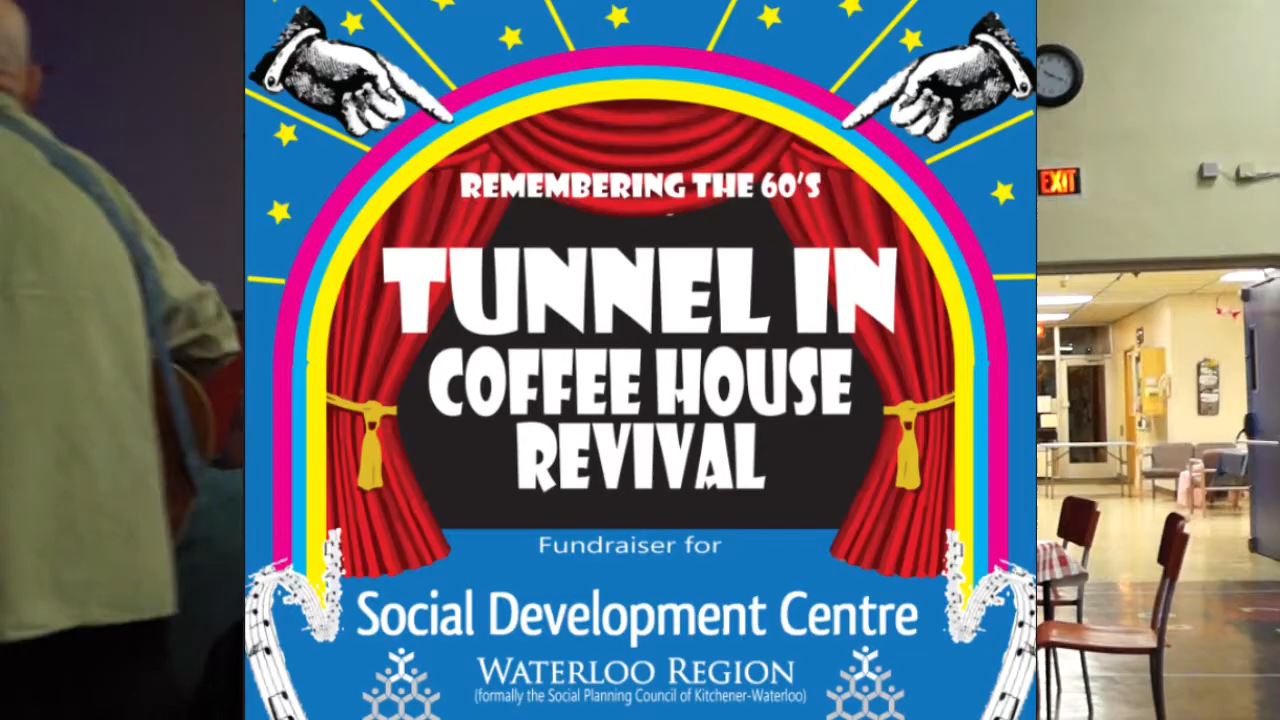 REMEMBERING THE 60'S
TUNNEL IN
COFFEE HOUSE
REVIVAL
EXIT
Fundraiser for
Social Development Centre
WATERLOO REGION
(formally the Social Planning Council of Kitchener-Waterloo)